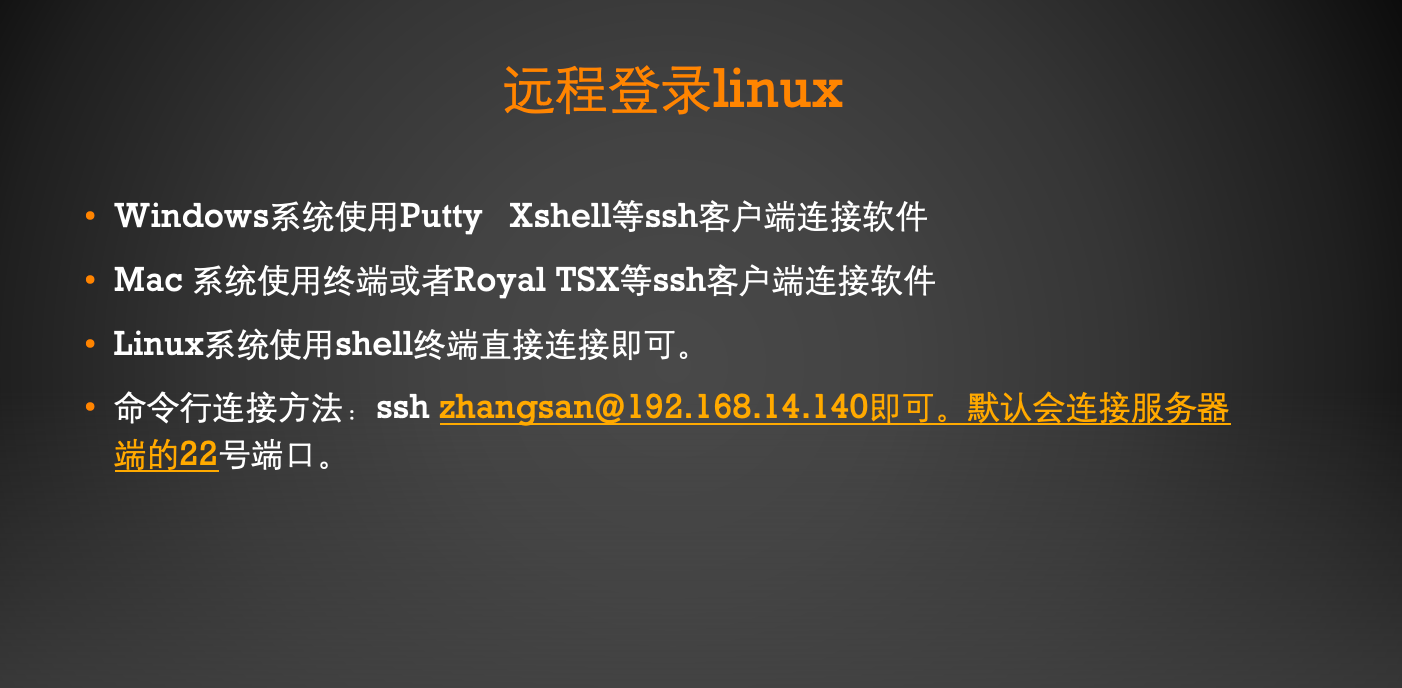 远程登录linux
• Windows系统使用Putty   Xshell等ssh客户端连接软件
• Mac 系统使用终端或者Royal TSX等ssh客户端连接软件
• Linux系统使用shell终端直接连接即可。
• 命令行连接方法：ssh zhangsan@192.168.14.140即可。默认会连接服务器
端的22号端口。